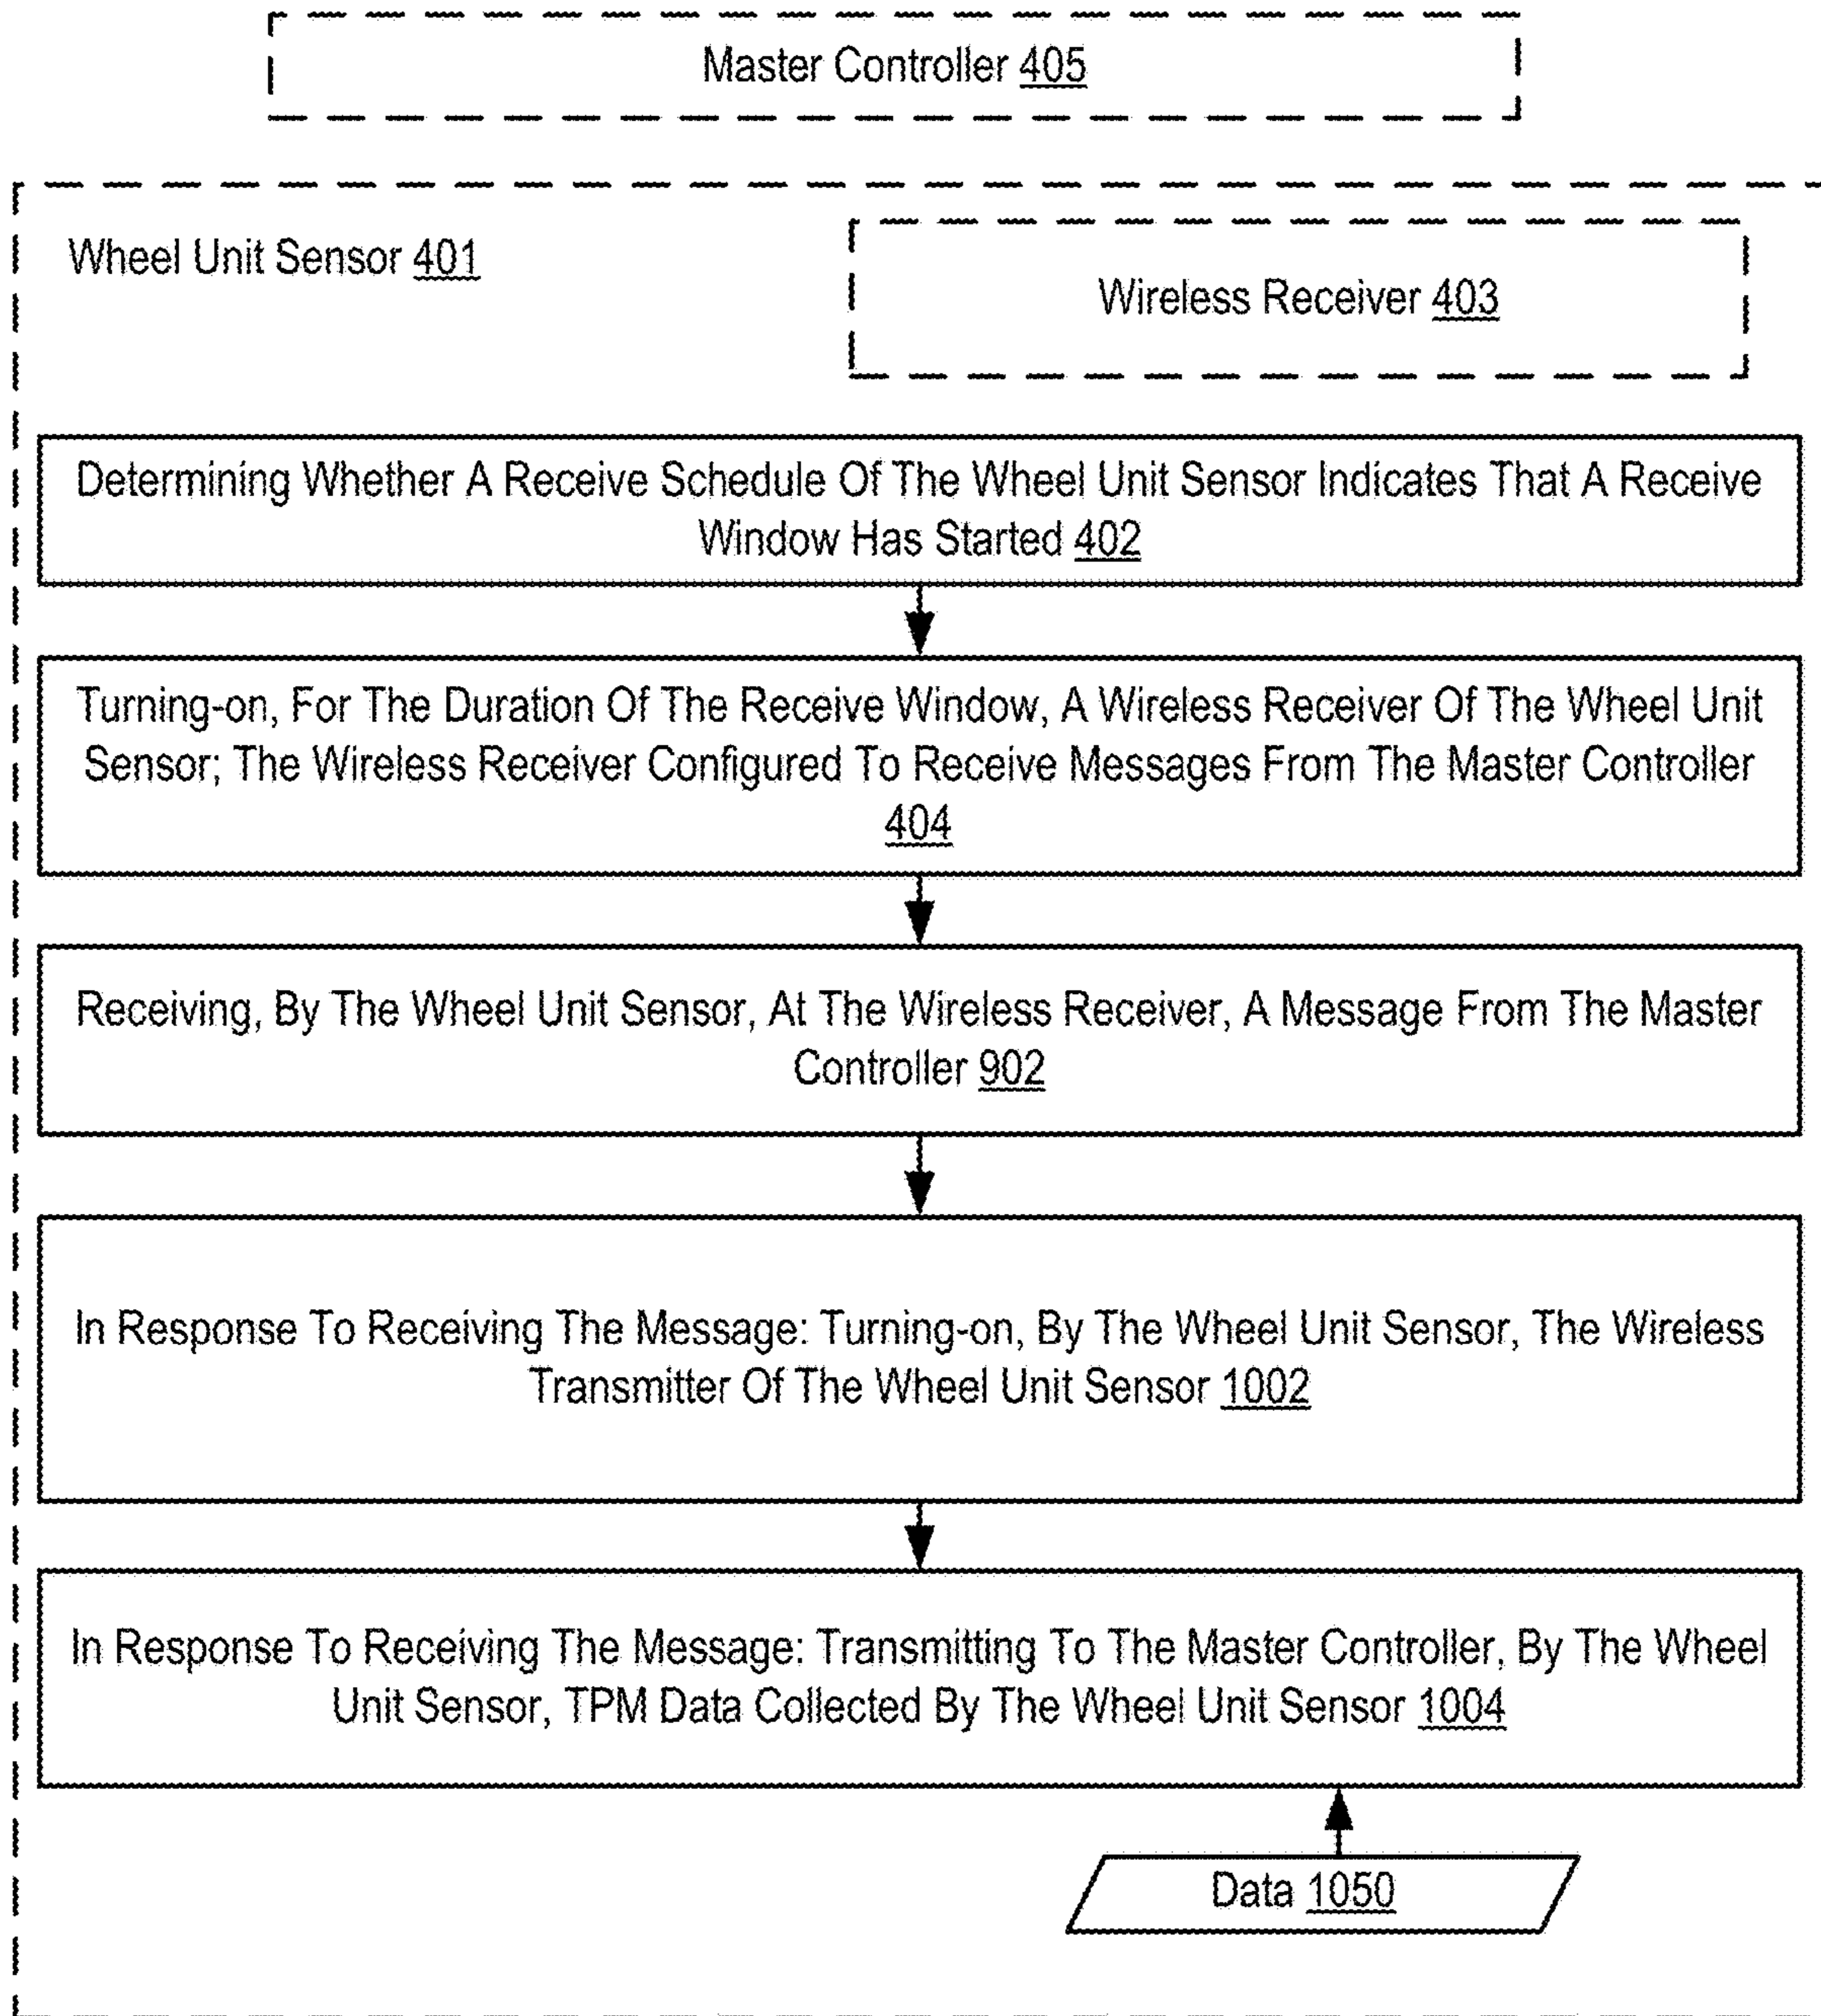 Master Controller 405
Wheel Unit Sensor 401
Wireless Receiver 403
Determining Whether A Receive Schedule Of The Wheel Unit Sensor Indicates That A Receive
Window Has Started 402
Turning-on, For The Duration Of The Receive Window, A Wireless Receiver Of The Wheel Unit
Sensor; The Wireless Receiver Configured To Receive Messages From The Master Controller
404
Receiving, By The Wheel Unit Sensor, At The Wireless Receiver, A Message From The Master
Controller 902
In Response To Receiving The Message: Turning-on, By The Wheel Unit Sensor, The Wireless
Transmitter Of The Wheel Unit Sensor 1002
In Response To Receiving The Message: Transmitting To The Master Controller, By The Wheel
Unit Sensor, TPM Data Collected By The Wheel Unit Sensor 1004
Data 1050